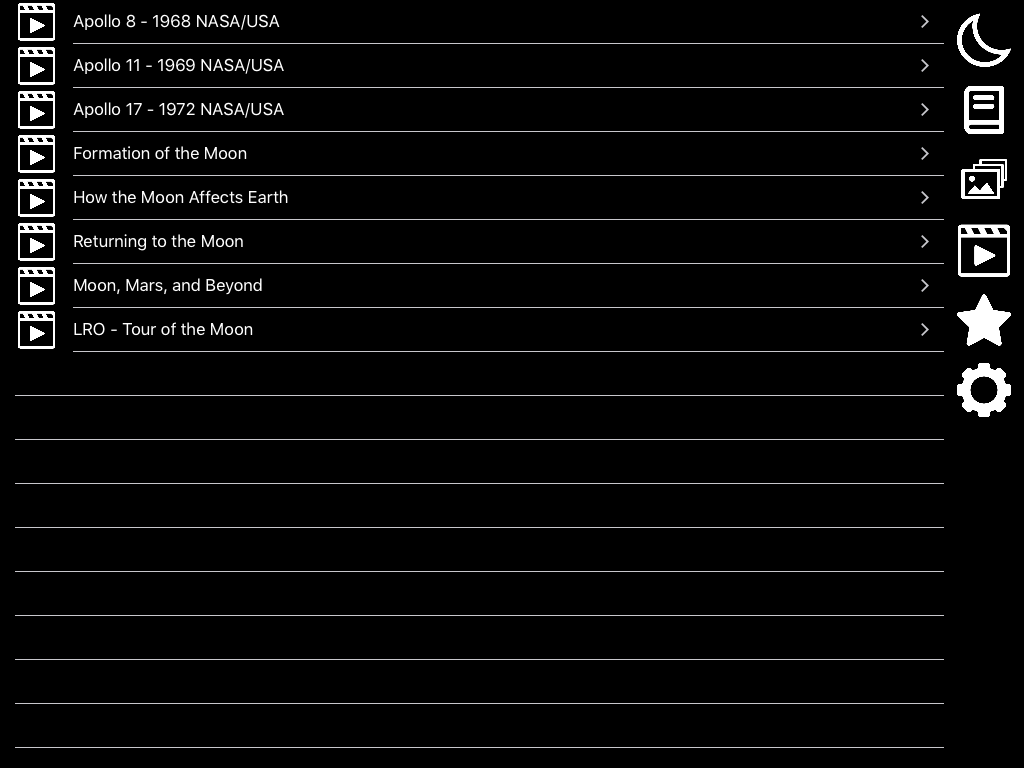 Apollo 8 - 1968 NASA/USA
Apollo 11 - 1969 NASA/USA
Apollo 17 - 1972 NASA/USA
Formation of the Moon
How the Moon Affects Earth
Returning to the Moon
Moon, Mars, and Beyond
LRO - Tour of the Moon